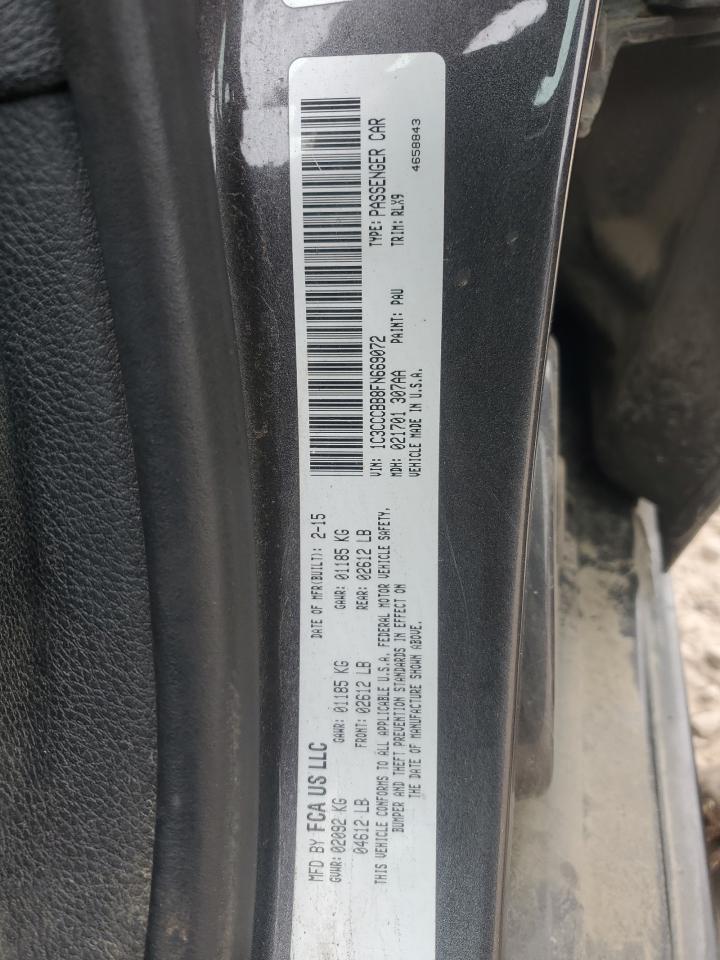 MFD BY FCA US LLC
DATE OF MFR(BUILT): 2-15
GVWR: 02092 KG
GAWR: 01185 KG
GAWR: 01185 KG
04612 LB
FRONT: 02612 LB
REAR: 02612 LB
THIS VEHICLE CONFORMS TO ALL APPLICABLE U.S.A. FEDERAL MOTOR VEHICLE SAFETY,
BUMPER AND THEFT PREVENTION STANDARDS IN EFFECT ON
THE DATE OF MANUFACTURE SHOWN ABOVE.
VIN: 1C3CCCBB8FN669072
TYPE: PASSENGER CAR
MDH: 021701 307AA
PAINT: PAU
TRIM: RLX9
VEHICLE MADE IN U.S.A.
4658843